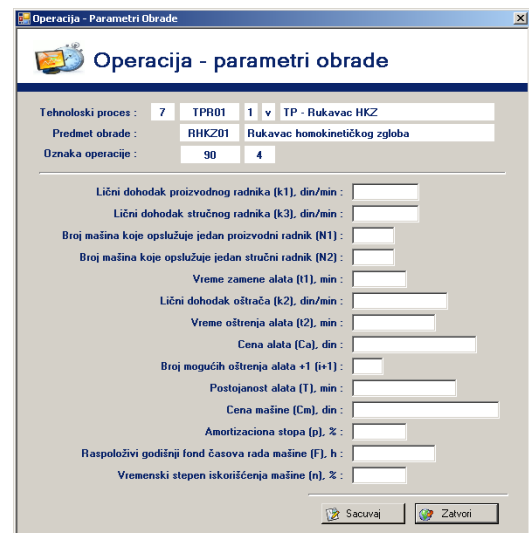 Operacija - Parametri Obrade
Operacija - parametri obrade
Tehnoloski proces : 7 TPR01 1 v TP - Rukavac HKZ
Predmet obrade : RHKZ01 Rukavac homokinetičkog zgloba
Oznaka operacije : 90 4
Lični dohodak proizvodnog radnika (k1), din/min :
Lični dohodak stručnog radnika (k3), din/min :
Broj mašina koje opslužuje jedan proizvodni radnik (N1) :
Broj mašina koje opslužuje jedan stručni radnik (N2) :
Vreme zamene alata (t1), min :
Lični dohodak oštrača (k2), din/min :
Vreme oštrenja alata (t2), min :
Cena alata (Ca), din :
Broj mogućih oštrenja alata +1 (i+1) :
Postojanost alata (T), min :
Cena mašine (Cm), din :
Amortizaciona stopa (p), % :
Raspoloživi godišnji fond časova rada mašine (F), h :
Vremenski stepen iskorišćenja mašine (n), % :
Sacuvaj Zatvori